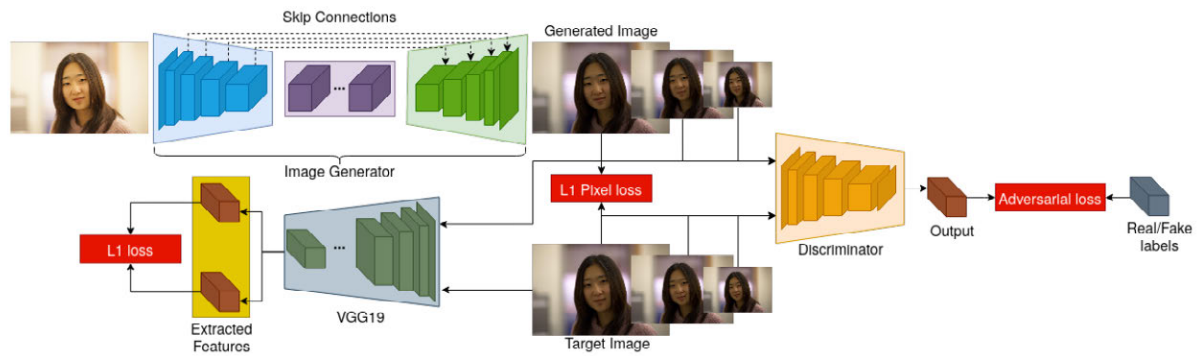 Skip Connections
Generated Image
...
Image Generator
L1 Pixel loss
Adversarial loss
L1 loss
...
Output
Real/Fake
labels
Discriminator
VGG19
Extracted
Features
Target Image